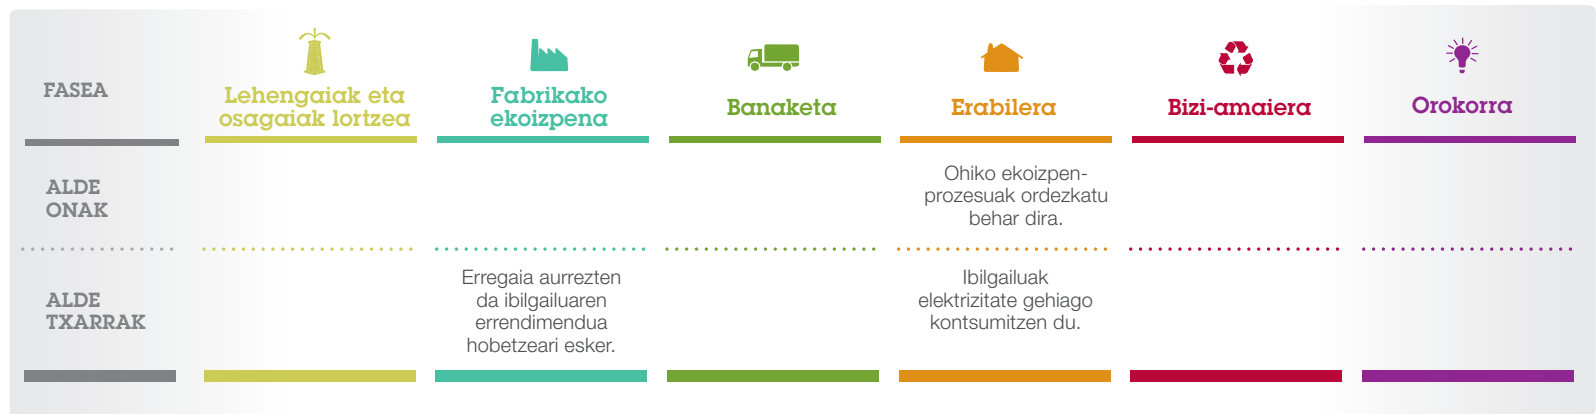 FASEA
Lehengaiak eta
osagaiak lortzea
Fabrikako
ekoizpena
Banaketa
Erabilera
Bizi-amaiera
Orokorra
ALDE
ONAK
Ohiko ekoizpen-
prozesuak ordezkatu
behar dira.
ALDE
TXARRAK
Erregaia aurrezten
da ibilgailuaren
errendimendua
hobetzeari esker.
Ibilgailuak
elektrizitate gehiago
kontsumitzen du.